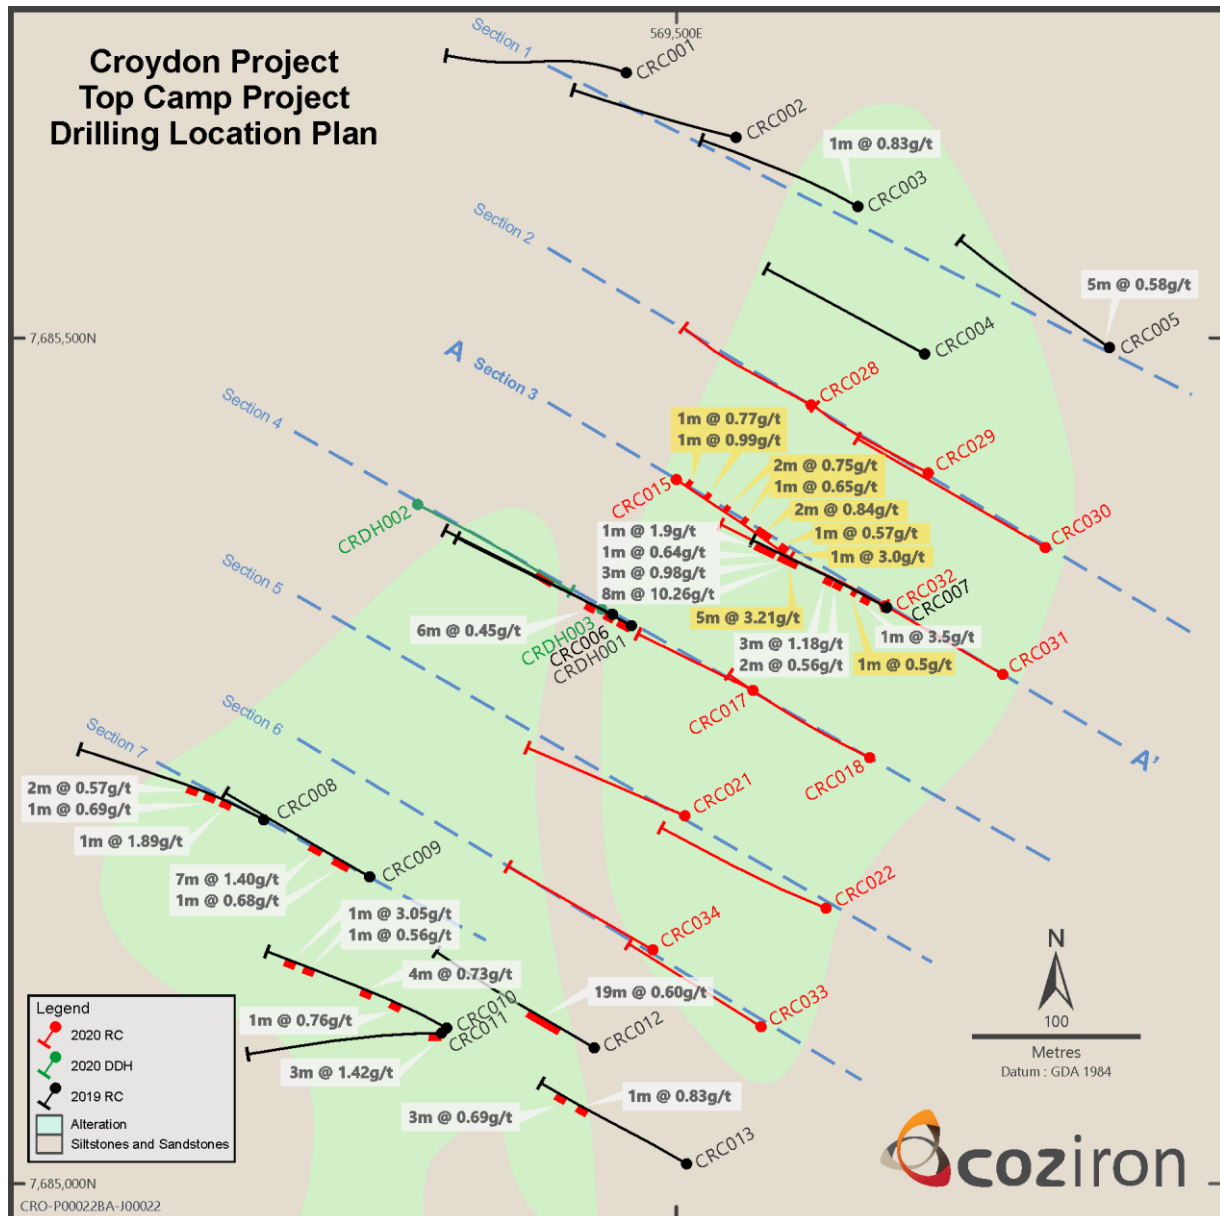 Croydon Project
Top Camp Project
Drilling Location Plan
569,500E
Section 1
CRC001
CRC002
1m @ 0.83g/t
CRC003
Section 2
5m @ 0.58g/t
CRC005
CRC004
7,685,500N
A Section 3
CRC028
Section 4
1m @ 0.77g/t
1m @ 0.99g/t
CRC029
2m @ 0.75g/t
1m @ 0.65g/t
CRC015
2m @ 0.84g/t
CRC030
CRDH002
1m @ 1.9g/t
1m @ 0.64g/t
3m @ 0.98g/t
8m @ 10.26g/t
1m @ 0.57g/t
1m @ 3.0g/t
Section 5
CRC032
CRC007
5m @ 3.21g/t
6m @ 0.45g/t
CRDH003
CRC006
CRDH001
3m @ 1.18g/t
2m @ 0.56g/t
1m @ 3.5g/t
1m @ 0.5g/t
CRC031
CRC017
Section 6
Section 7
A'
CRC018
CRC021
2m @ 0.57g/t
1m @ 0.69g/t
CRC008
1m @ 1.89g/t
CRC009
7m @ 1.40g/t
1m @ 0.68g/t
CRC022
1m @ 3.05g/t
1m @ 0.56g/t
CRC034
4m @ 0.73g/t
19m @ 0.60g/t
CRC033
1m @ 0.76g/t
CRC010
CRC011
CRC012
3m @ 1.42g/t
3m @ 0.69g/t
1m @ 0.83g/t
CRC013
N
100
Metres
Datum : GDA 1984
Legend
2020 RC
2020 DDH
2019 RC
Alteration
Siltstones and Sandstones
coziron
7,685,000N
CRO-P00022BA-J00022